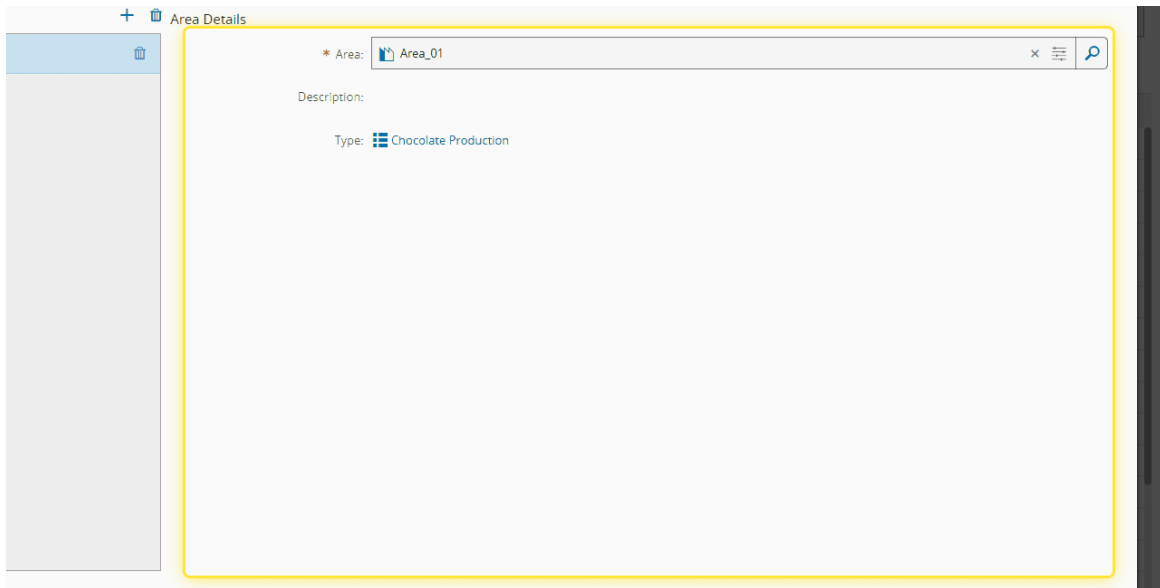 Area Details
* Area: Area_01
Description:
Type: Chocolate Production